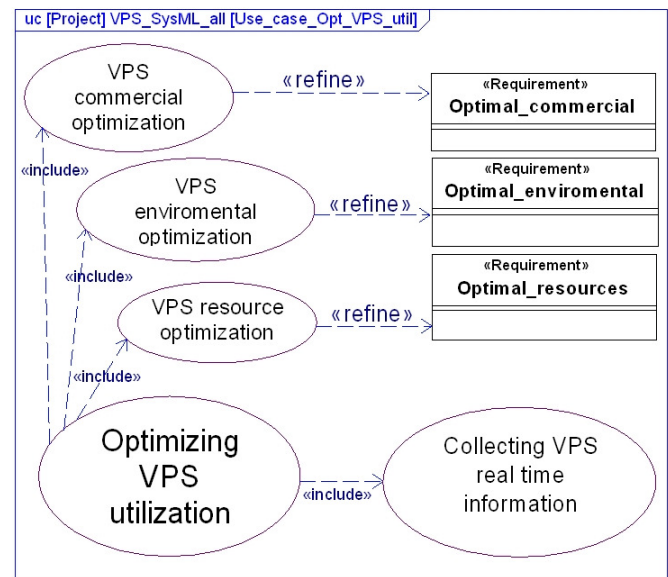 uc [Project] VPS_SysML_all [Use_case_Opt_VPS_util]
VPS
commercial
optimization
«refine»
«Requirement»
Optimal_commercial
«include»
VPS
enviromental
optimization
«refine»
«Requirement»
Optimal_enviromental
«include»
VPS resource
optimization
«refine»
«Requirement»
Optimal_resources
«include»
Optimizing
VPS
utilization
«include»
Collecting VPS
real time
information